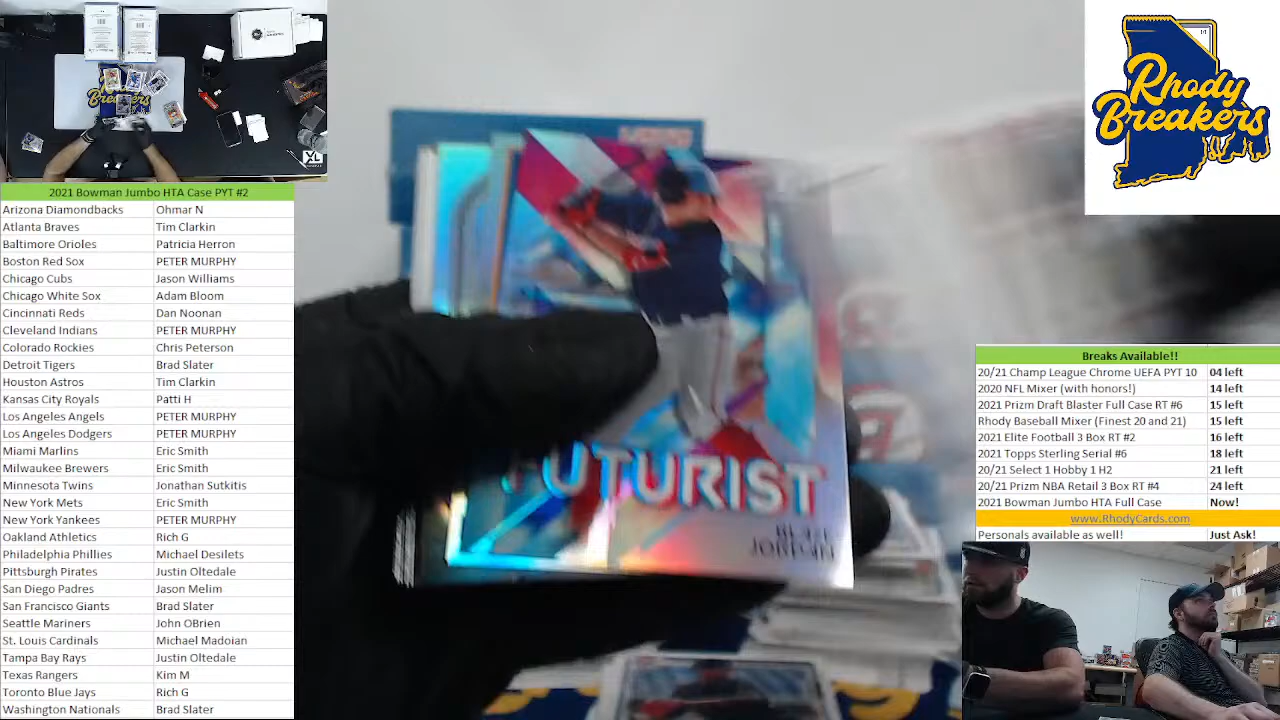 2021 Bowman Jumbo HTA Case PYT #2
Arizona Diamondbacks Ohmar N
Atlanta Braves Tim Clarkin
Baltimore Orioles Patricia Herron
Boston Red Sox PETER MURPHY
Chicago Cubs Jason Williams
Chicago White Sox Adam Bloom
Cincinnati Reds Dan Noonan
Cleveland Indians PETER MURPHY
Colorado Rockies Chris Peterson
Detroit Tigers Brad Slater
Houston Astros Tim Clarkin
Kansas City Royals Patti H
Los Angeles Angels PETER MURPHY
Los Angeles Dodgers PETER MURPHY
Miami Marlins Eric Smith
Milwaukee Brewers Eric Smith
Minnesota Twins Jonathan Sutkitis
New York Mets Eric Smith
New York Yankees PETER MURPHY
Oakland Athletics Rich G
Philadelphia Phillies Michael Desilets
Pittsburgh Pirates Justin Oltedale
San Diego Padres Jason Melim
San Francisco Giants Brad Slater
Seattle Mariners John OBrien
St. Louis Cardinals Michael Madoian
Tampa Bay Rays Justin Oltedale
Texas Rangers Kim M
Toronto Blue Jays Rich G
Washington Nationals Brad Slater
XL
FUTURIST
BLAZE
JORDAN
Rhody
Breakers
Breaks Available!!
20/21 Champ League Chrome UEFA PYT 10 04 left
2020 NFL Mixer (with honors!) 14 left
2021 Prizm Draft Blaster Full Case RT #6 15 left
Rhody Baseball Mixer (Finest 20 and 21) 15 left
2021 Elite Football 3 Box RT #2 16 left
2021 Topps Sterling Serial #6 18 left
20/21 Select 1 Hobby 1 H2 21 left
20/21 Prizm NBA Retail 3 Box RT #4 24 left
2021 Bowman Jumbo HTA Full Case Now!
www.RhodyCards.com
Personals available as well! Just Ask!